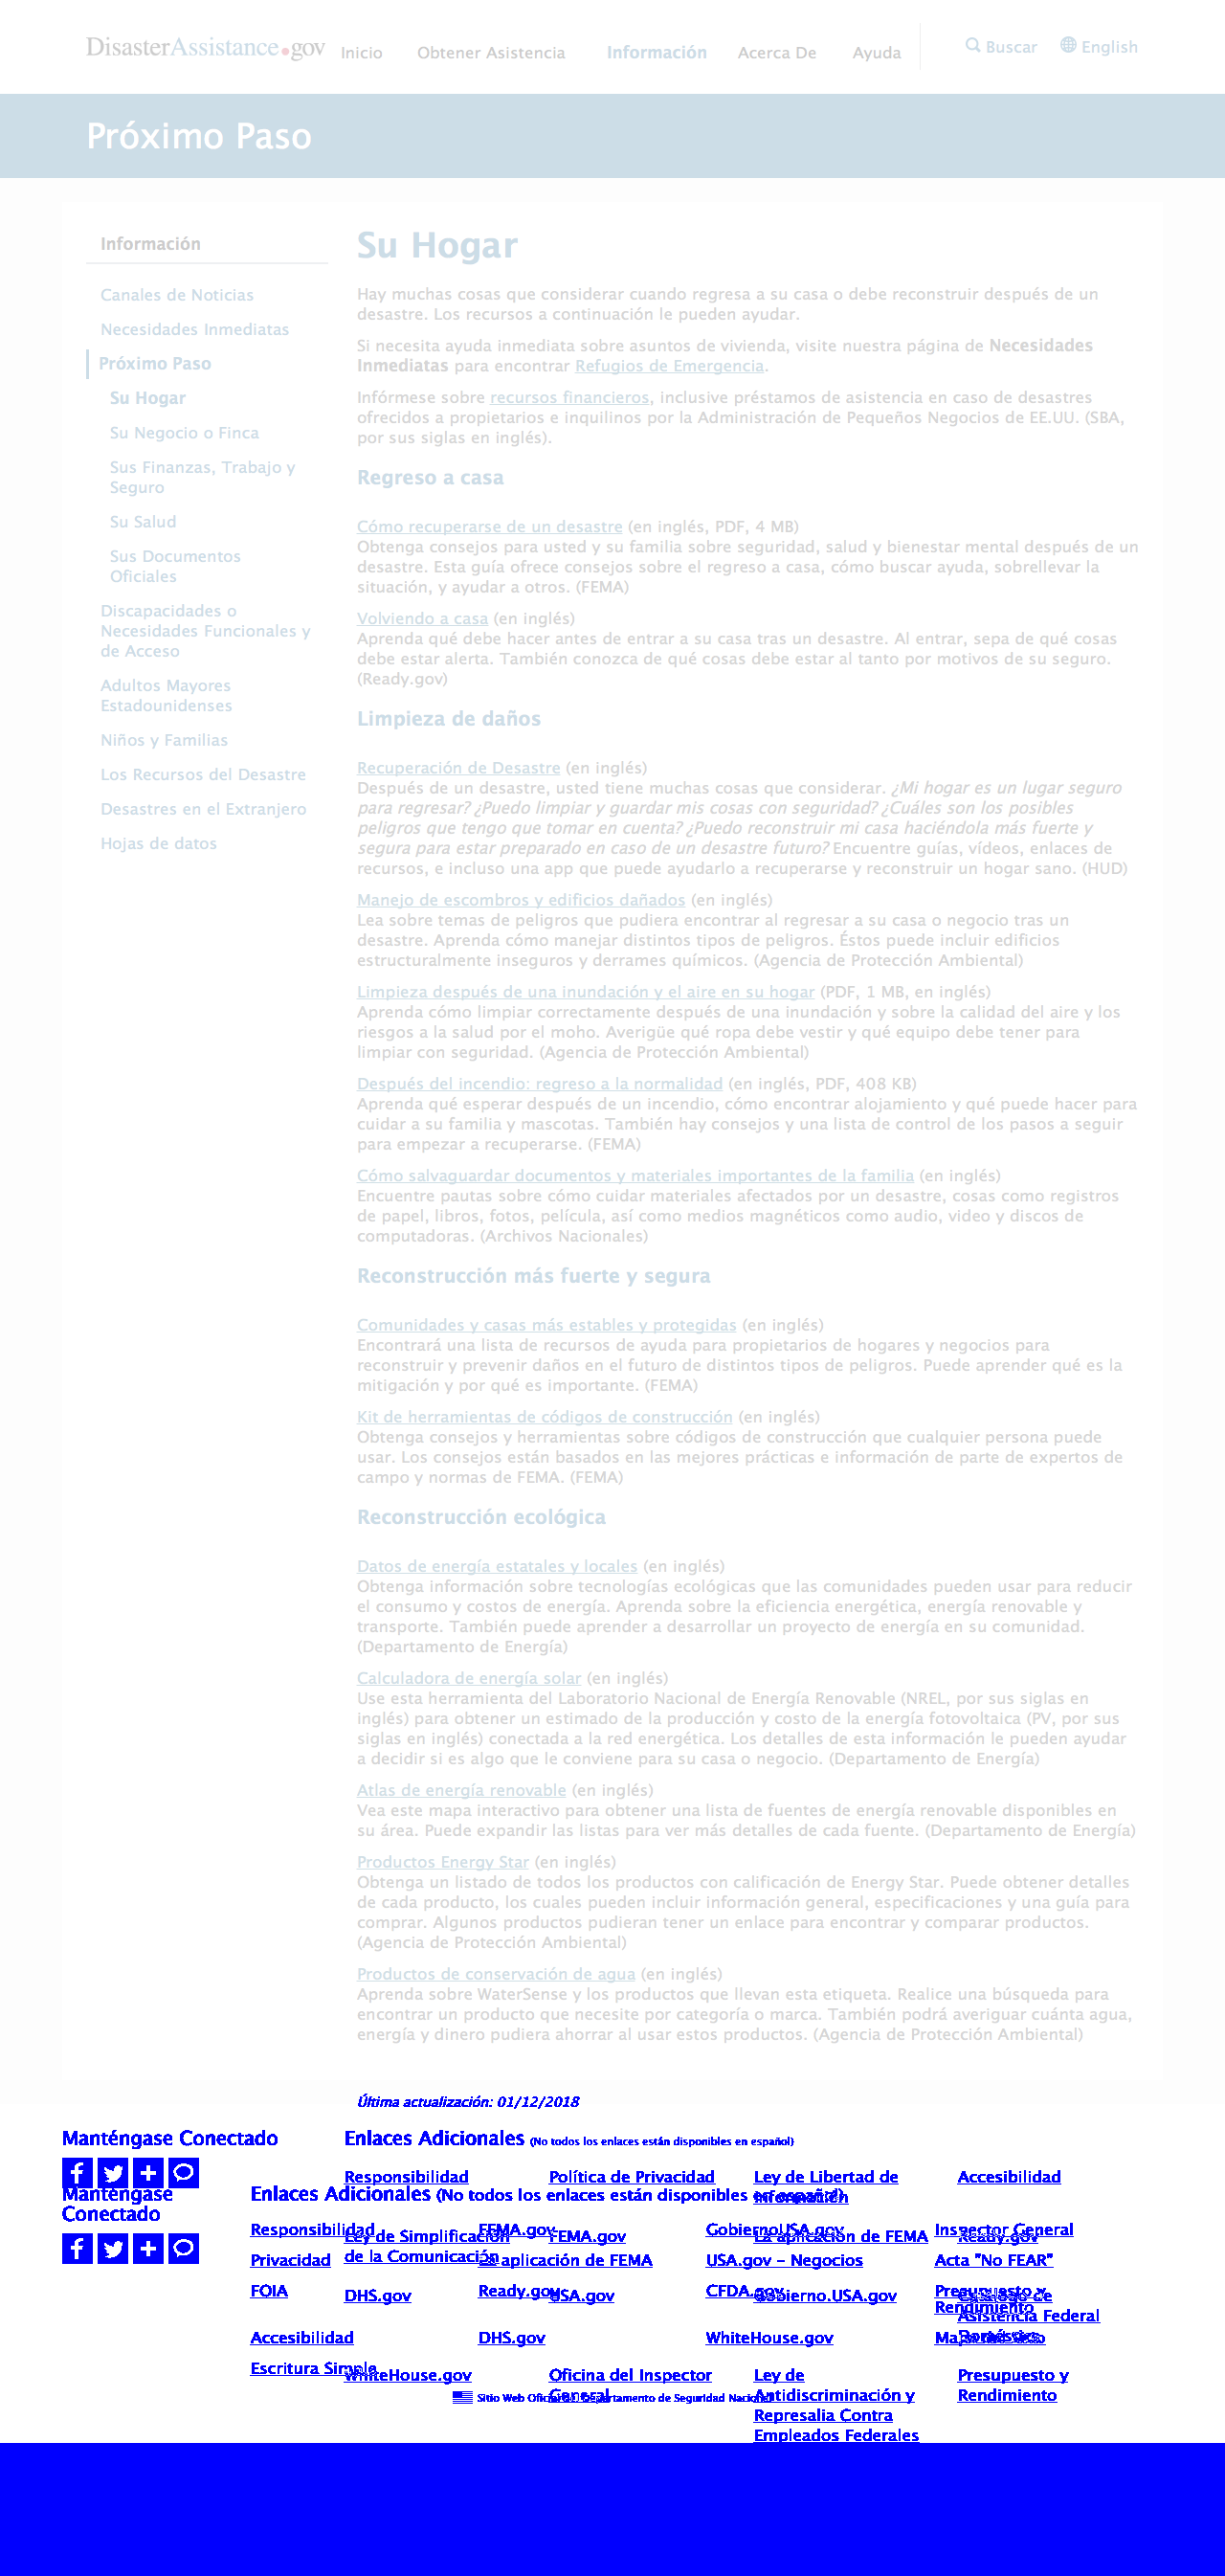 DisasterAssistance.gov Inicio Obtener Asistencia Información Acerca De Ayuda Buscar English
Próximo Paso
Información
Canales de Noticias
Necesidades Inmediatas
Próximo Paso
Su Hogar
Su Negocio o Finca
Sus Finanzas, Trabajo y
Seguro
Su Salud
Sus Documentos
Oficiales
Discapacidades o
Necesidades Funcionales y
de Acceso
Adultos Mayores
Estadounidenses
Niños y Familias
Los Recursos del Desastre
Desastres en el Extranjero
Hojas de datos
Su Hogar
Hay muchas cosas que considerar cuando regresa a su casa o debe reconstruir después de un
desastre. Los recursos a continuación le pueden ayudar.
Si necesita ayuda inmediata sobre asuntos de vivienda, visite nuestra página de Necesidades
Inmediatas para encontrar Refugios de Emergencia.
Infórmese sobre recursos financieros, inclusive préstamos de asistencia en caso de desastres
ofrecidos a propietarios e inquilinos por la Administración de Pequeños Negocios de EE.UU. (SBA,
por sus siglas en inglés).
Regreso a casa
Cómo recuperarse de un desastre (en inglés, PDF, 4 MB)
Obtenga consejos para usted y su familia sobre seguridad, salud y bienestar mental después de un
desastre. Esta guía ofrece consejos sobre el regreso a casa, cómo buscar ayuda, sobrellevar la
situación, y ayudar a otros. (FEMA)
Volviendo a casa (en inglés)
Aprenda qué debe hacer antes de entrar a su casa tras un desastre. Al entrar, sepa de qué cosas
debe estar alerta. También conozca de qué cosas debe estar al tanto por motivos de su seguro.
(Ready.gov)
Limpieza de daños
Recuperación de Desastre (en inglés)
Después de un desastre, usted tiene muchas cosas que considerar. ¿Mi hogar es un lugar seguro
para regresar? ¿Puedo limpiar y guardar mis cosas con seguridad? ¿Cuáles son los posibles
peligros que tengo que tomar en cuenta? ¿Puedo reconstruir mi casa haciéndola más fuerte y
segura para estar preparado en caso de un desastre futuro? Encuentre guías, vídeos, enlaces de
recursos, e incluso una app que puede ayudarlo a recuperarse y reconstruir un hogar sano. (HUD)
Manejo de escombros y edificios dañados (en inglés)
Lea sobre temas de peligros que pudiera encontrar al regresar a su casa o negocio tras un
desastre. Aprenda cómo manejar distintos tipos de peligros. Éstos puede incluir edificios
estructuralmente inseguros y derrames químicos. (Agencia de Protección Ambiental)
Limpieza después de una inundación y el aire en su hogar (PDF, 1 MB, en inglés)
Aprenda cómo limpiar correctamente después de una inundación y sobre la calidad del aire y los
riesgos a la salud por el moho. Averigüe qué ropa debe vestir y qué equipo debe tener para
limpiar con seguridad. (Agencia de Protección Ambiental)
Después del incendio: regreso a la normalidad (en inglés, PDF, 408 KB)
Aprenda qué esperar después de un incendio, cómo encontrar alojamiento y qué puede hacer para
cuidar a su familia y mascotas. También hay consejos y una lista de control de los pasos a seguir
para empezar a recuperarse. (FEMA)
Cómo salvaguardar documentos y materiales importantes de la familia (en inglés)
Encuentre pautas sobre cómo cuidar materiales afectados por un desastre, cosas como registros
de papel, libros, fotos, película, así como medios magnéticos como audio, video y discos de
computadoras. (Archivos Nacionales)
Reconstrucción más fuerte y segura
Comunidades y casas más estables y protegidas (en inglés)
Encontrará una lista de recursos de ayuda para propietarios de hogares y negocios para
reconstruir y prevenir daños en el futuro de distintos tipos de peligros. Puede aprender qué es la
mitigación y por qué es importante. (FEMA)
Kit de herramientas de códigos de construcción (en inglés)
Obtenga consejos y herramientas sobre códigos de construcción que cualquier persona puede
usar. Los consejos están basados en las mejores prácticas e información de parte de expertos de
campo y normas de FEMA. (FEMA)
Reconstrucción ecológica
Datos de energía estatales y locales (en inglés)
Obtenga información sobre tecnologías ecológicas que las comunidades pueden usar para reducir
el consumo y costos de energía. Aprenda sobre la eficiencia energética, energía renovable y
transporte. También puede aprender a desarrollar un proyecto de energía en su comunidad.
(Departamento de Energía)
Calculadora de energía solar (en inglés)
Use esta herramienta del Laboratorio Nacional de Energía Renovable (NREL, por sus siglas en
inglés) para obtener un estimado de la producción y costo de la energía fotovoltaica (PV, por sus
siglas en inglés) conectada a la red energética. Los detalles de esta información le pueden ayudar
a decidir si es algo que le conviene para su casa o negocio. (Departamento de Energía)
Atlas de energía renovable (en inglés)
Vea este mapa interactivo para obtener una lista de fuentes de energía renovable disponibles en
su área. Puede expandir las listas para ver más detalles de cada fuente. (Departamento de Energía)
Productos Energy Star (en inglés)
Obtenga un listado de todos los productos con calificación de Energy Star. Puede obtener detalles
de cada producto, los cuales pueden incluir información general, especificaciones y una guía para
comprar. Algunos productos pudieran tener un enlace para encontrar y comparar productos.
(Agencia de Protección Ambiental)
Productos de conservación de agua (en inglés)
Aprenda sobre WaterSense y los productos que llevan esta etiqueta. Realice una búsqueda para
encontrar un producto que necesite por categoría o marca. También podrá averiguar cuánta agua,
energía y dinero pudiera ahorrar al usar estos productos. (Agencia de Protección Ambiental)
Última actualización: 01/12/2018
Manténgase Conectado
Enlaces Adicionales (No todos los enlaces están disponibles en español)
Responsibilidad Política de Privacidad Ley de Libertad de Accesibilidad
Información
Manténgase
Conectado
Enlaces Adicionales (No todos los enlaces están disponibles en español)
Responsibilidad FEMA.gov GobiernoUSA.gov Inspector General
Ley de Simplificación FEMA.gov La aplicación de FEMA Ready.gov
de la Comunicación
Privacidad La aplicación de FEMA USA.gov - Negocios Acta "No FEAR"
FOIA Ready.gov CFDA.gov Presupuesto y
Rendimiento
DHS.gov USA.gov Gobierno.USA.gov Catálogo de
Asistencia Federal
Accesibilidad DHS.gov WhiteHouse.gov
Escritura Simple
WhiteHouse.gov Oficina del Inspector Ley de Presupuesto y
General Antidiscriminación y Rendimiento
Represalia Contra
Empleados Federales
Sitio Web Oficial del Departamento de Seguridad Nacional